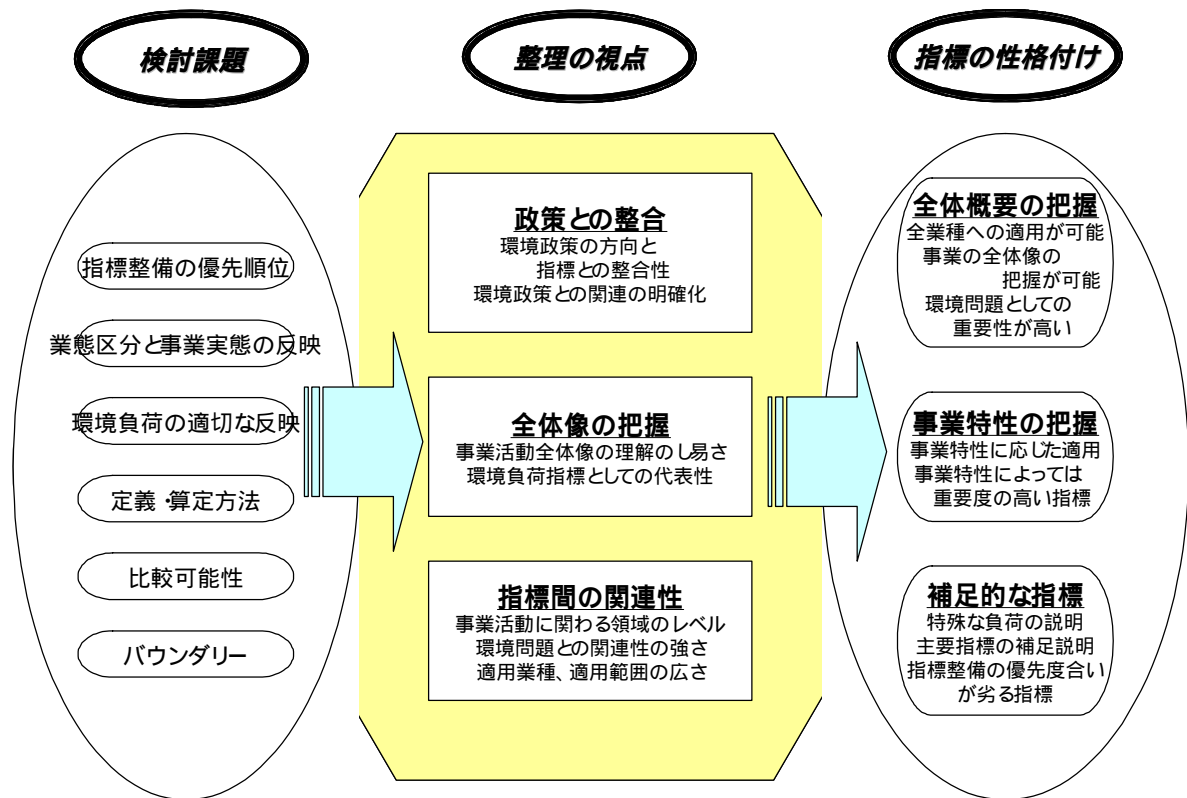 検討課題
整理の視点
指標の性格付け
指標整備の優先順位
業態区分と事業実態の反映
環境負荷の適切な反映
定義・算定方法
比較可能性
バウンダリー
政策との整合
環境政策の方向と
指標との整合性
環境政策との関連の明確化
全体像の把握
事業活動全体像の理解のし易さ
環境負荷指標としての代表性
指標間の関連性
事業活動に関わる領域のレベル
環境問題との関連性の強さ
適用業種、適用範囲の広さ
全体概要の把握
全業種への適用が可能
事業の全体像の
把握が可能
環境問題としての
重要性が高い
事業特性の把握
事業特性に応じた適用
事業特性によっては
重要度の高い指標
補足的な指標
特殊な負荷の説明
主要指標の補足説明
指標整備の優先度合い
が劣る指標